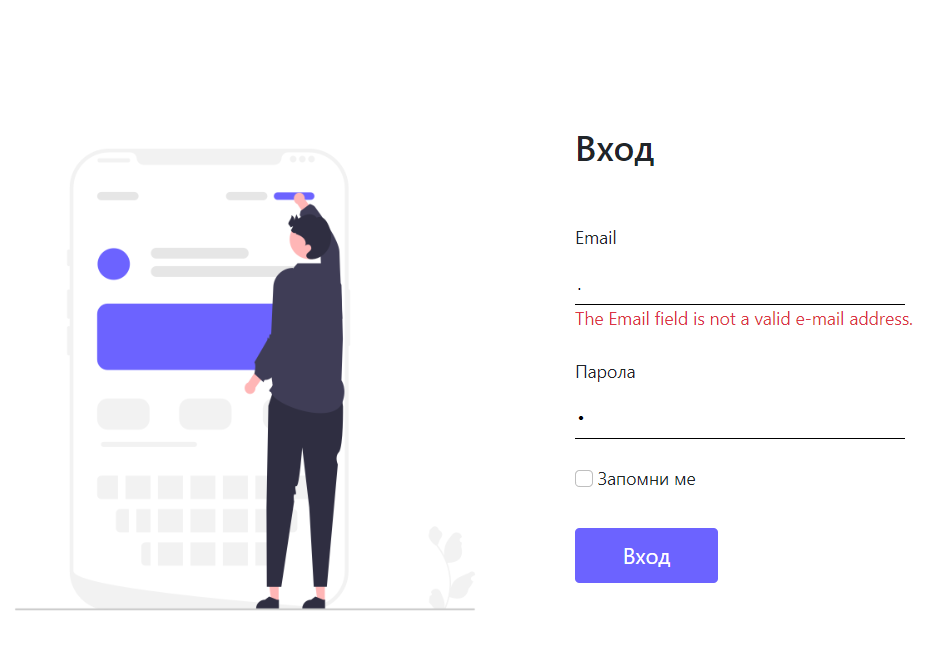 Вход
Email
.
The Email field is not a valid e-mail address.
Парола
•
Запомни ме
Вход